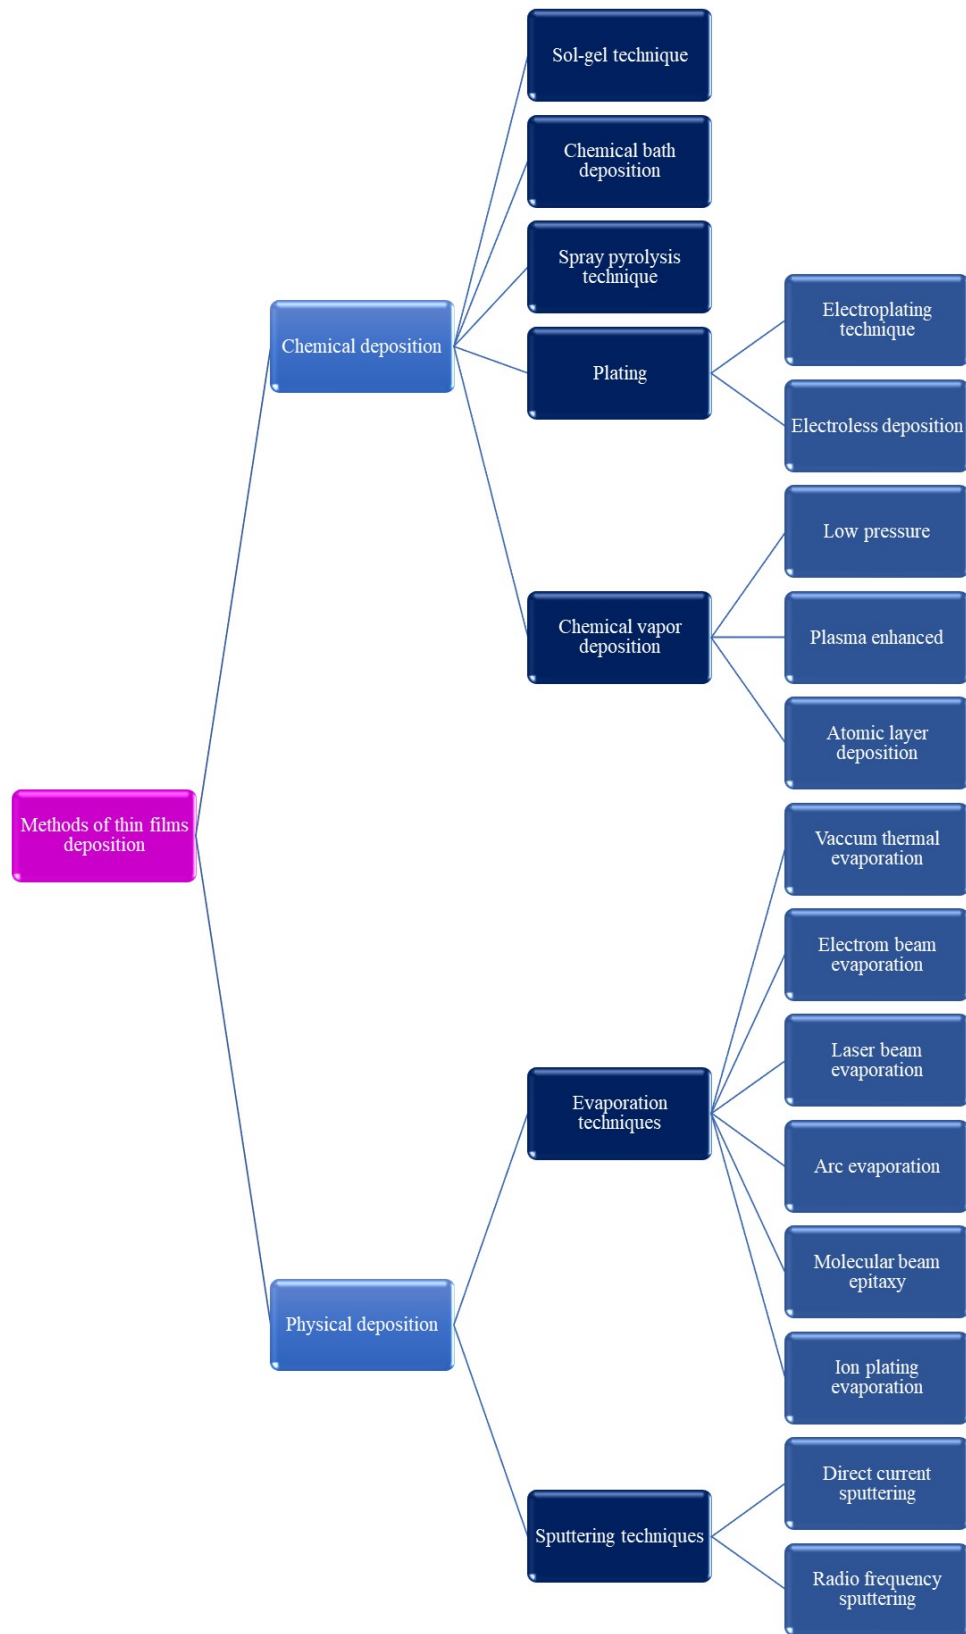 Sol-gel technique
Chemical bath
deposition
Spray pyrolysis
technique
Electroplating
technique
Chemical deposition
Plating
Electroless deposition
Low pressure
Chemical vapor
deposition
Plasma enhanced
Atomic layer
deposition
Methods of thin films
deposition
Vaccum thermal
evaporation
Electrom beam
evaporation
Laser beam
evaporation
Evaporation
techniques
Arc evaporation
Molecular beam
epitaxy
Physical deposition
Ion plating
evaporation
Direct current
sputtering
Sputtering techniques
Radio frequency
sputtering